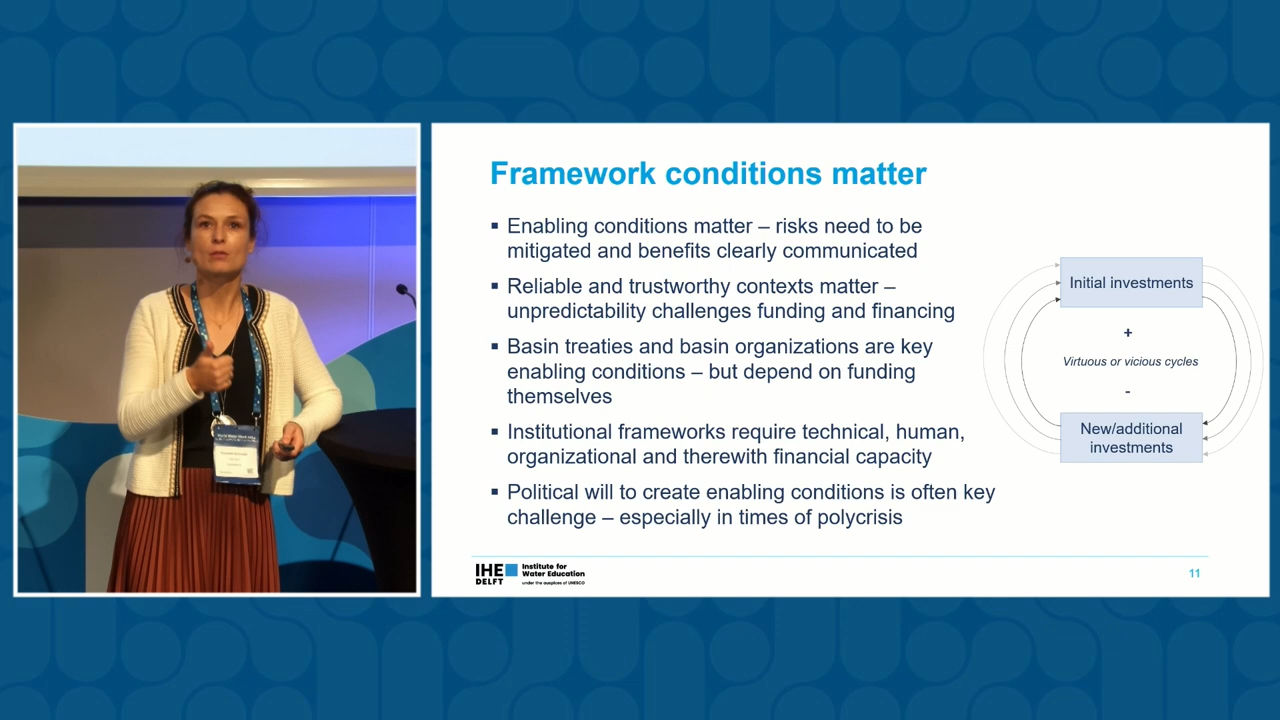 Framework conditions matter
▪ Enabling conditions matter – risks need to be
mitigated and benefits clearly communicated
▪ Reliable and trustworthy contexts matter –
unpredictability challenges funding and financing
▪ Basin treaties and basin organizations are key
enabling conditions – but depend on funding
themselves
▪ Institutional frameworks require technical, human,
organizational and therewith financial capacity
▪ Political will to create enabling conditions is often key
challenge – especially in times of polycrisis
Initial investments
+
Virtuous or vicious cycles
-
New/additional
investments
IHE
DELFT
Institute for
Water Education
under the auspices of UNESCO
11